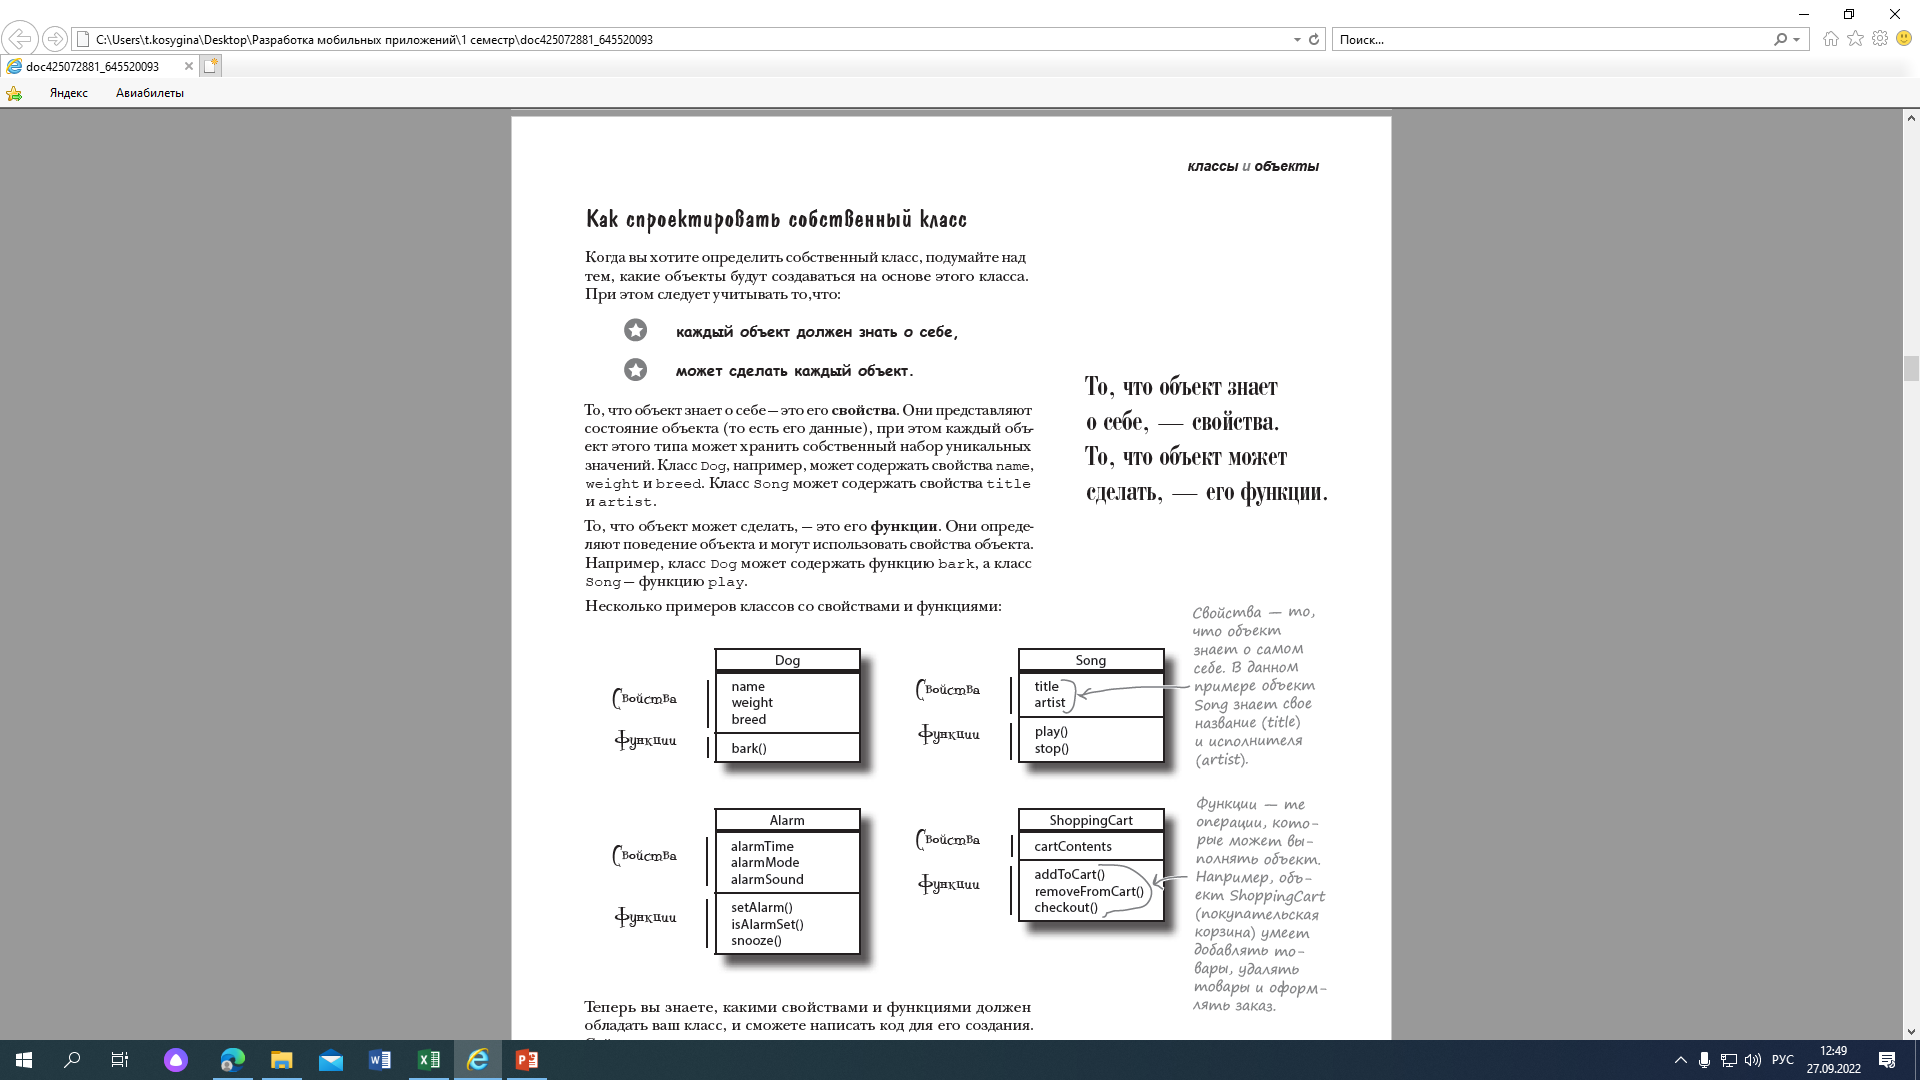 C:\Users\t.kosygina\Desktop\Разработка мобильных приложений\1 семестр\doc425072881_645520093
Поиск...
doc425072881_645520093
Яндекс
Авиабилеты
классы и объекты
Как спроектировать собственный класс
Когда вы хотите определить собственный класс, подумайте над
тем, какие объекты будут создаваться на основе этого класса.
При этом следует учитывать то,что:
каждый объект должен знать о себе,
может сделать каждый объект.
То, что объект знает о себе — это его свойства. Они представляют
состояние объекта (то есть его данные), при этом каждый объ-
ект этого типа может хранить собственный набор уникальных
значений. Класс Dog, например, может содержать свойства name,
weight и breed. Класс Song может содержать свойства title
и artist.
То, что объект может сделать, — это его функции. Они опреде-
ляют поведение объекта и могут использовать свойства объекта.
Например, класс Dog может содержать функцию bark, а класс
Song — функцию play.
Несколько примеров классов со свойствами и функциями:
То, что объект знает
о себе, — свойства.
То, что объект может
сделать, — его функции.
Dog
Свойства
name
weight
breed
Функции
bark()
Song
Свойства
title
artist
Функции
play()
stop()
Свойства — то,
что объект
знает о самом
себе. В данном
примере объект
Song знает свое
название (title)
и исполнителя
(artist).
Alarm
Свойства
alarmTime
alarmMode
alarmSound
Функции
setAlarm()
isAlarmSet()
snooze()
ShoppingCart
Свойства
cartContents
Функции
addToCart()
removeFromCart()
checkout()
Функции — те
операции, кото-
рые может вы-
полнять объект.
Например, объ-
ект ShoppingCart
(покупательская
корзина) умеет
добавлять то-
вары, удалять
товары и оформ-
лять заказ.
Теперь вы знаете, какими свойствами и функциями должен
обладать ваш класс, и сможете написать код для его создания.
РУС
12:49
27.09.2022